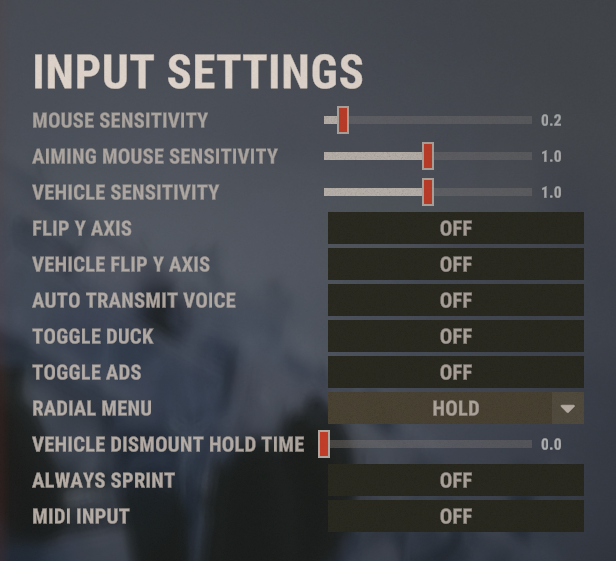 INPUT SETTINGS
MOUSE SENSITIVITY 0.2
AIMING MOUSE SENSITIVITY 1.0
VEHICLE SENSITIVITY 1.0
FLIP Y AXIS OFF
VEHICLE FLIP Y AXIS OFF
AUTO TRANSMIT VOICE OFF
TOGGLE DUCK OFF
TOGGLE ADS OFF
RADIAL MENU HOLD
VEHICLE DISMOUNT HOLD TIME 0.0
ALWAYS SPRINT OFF
MIDI INPUT OFF